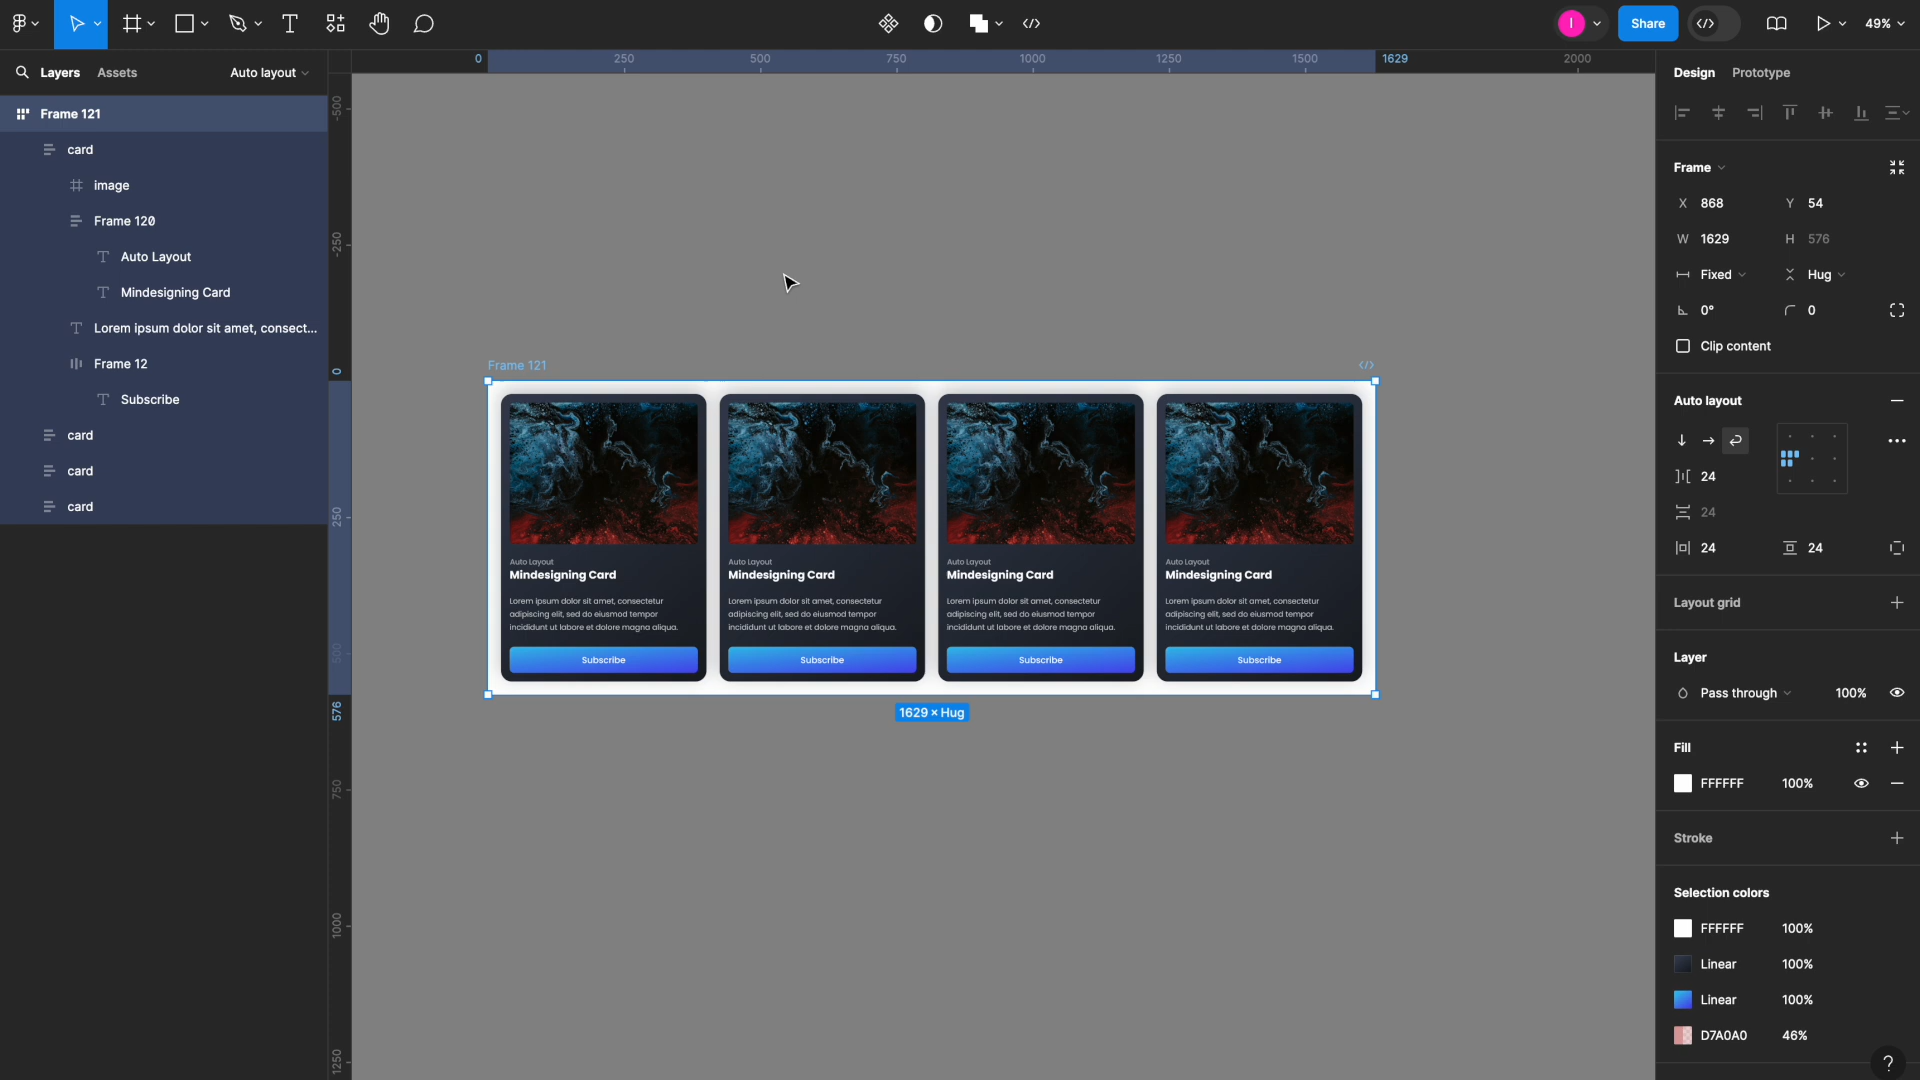 I
Share
49%
Layers
Assets
Auto layout
Frame 121
card
image
Frame 120
Auto Layout
Mindesigning Card
Lorem ipsum dolor sit amet, consect...
Frame 12
Subscribe
card
card
card
0
250
500
750
1000
1250
1500
1629
2000
-500
-250
0
250
500
576
750
1000
1250
Frame 121
Auto Layout
Mindesigning Card
Lorem ipsum dolor sit amet, consectetur
adipiscing elit, sed do eiusmod tempor
incididunt ut labore et dolore magna aliqua.
Subscribe
Auto Layout
Mindesigning Card
Lorem ipsum dolor sit amet, consectetur
adipiscing elit, sed do eiusmod tempor
incididunt ut labore et dolore magna aliqua.
Subscribe
Auto Layout
Mindesigning Card
Lorem ipsum dolor sit amet, consectetur
adipiscing elit, sed do eiusmod tempor
incididunt ut labore et dolore magna aliqua.
Subscribe
Auto Layout
Mindesigning Card
Lorem ipsum dolor sit amet, consectetur
adipiscing elit, sed do eiusmod tempor
incididunt ut labore et dolore magna aliqua.
Subscribe
1629 × Hug
Design
Prototype
Frame
X 868
Y 54
W 1629
H 576
Fixed
Hug
0°
0
Clip content
Auto layout
24
24
24
24
Layout grid
Layer
Pass through
100%
Fill
FFFFFF 100%
Stroke
Selection colors
FFFFFF 100%
Linear 100%
Linear 100%
D7A0A0 46%
?